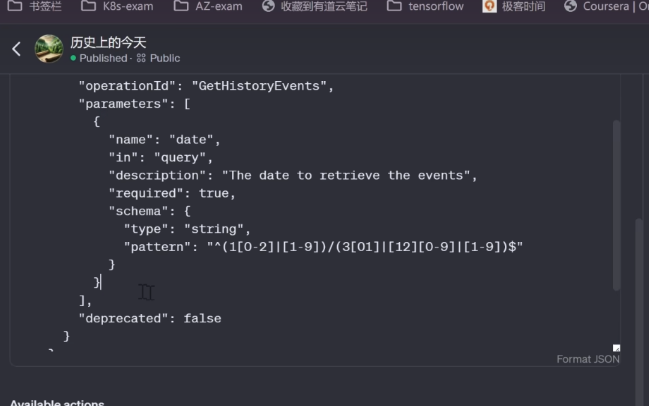 书签栏 K8s-exam AZ-exam 收藏到有道云笔记 tensorflow 极客时间 Coursera | O
历史上的今天
Published · Public
"operationId": "GetHistoryEvents",
"parameters": [
{
"name": "date",
"in": "query",
"description": "The date to retrieve the events",
"required": true,
"schema": {
"type": "string",
"pattern": "^(1[0-2]|[1-9])/(3[01]|[12][0-9]|[1-9])$"
}
}
],
"deprecated": false
}
Format JSON
Available actions